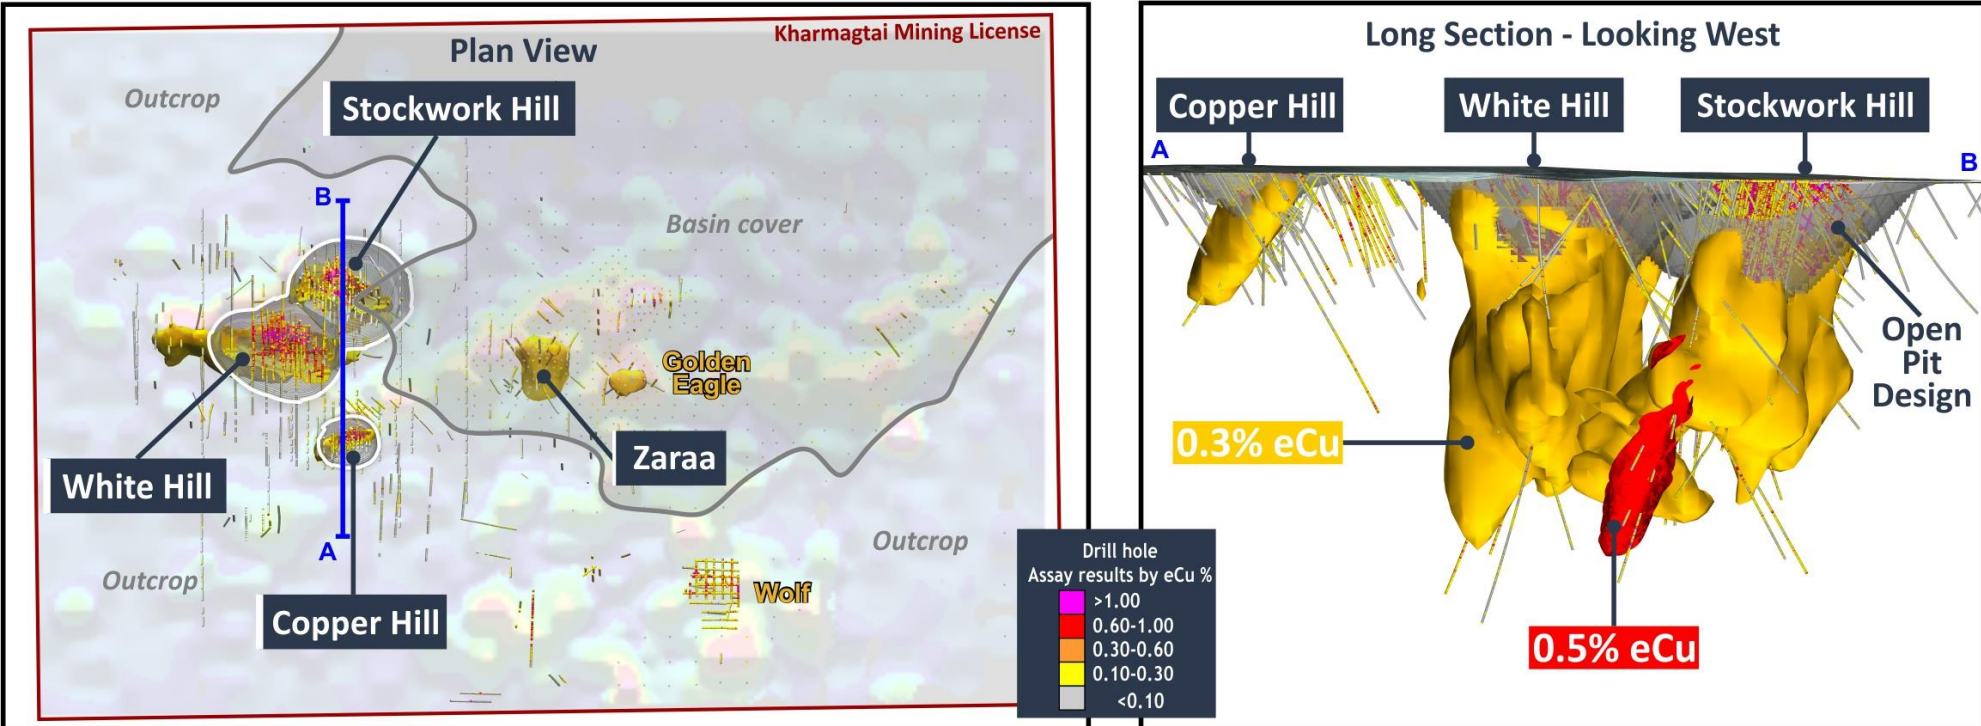 Plan View
Kharmagtai Mining License
Outcrop
Stockwork Hill
B
Basin cover
Golden
Eagle
Zaraa
White Hill
A
Outcrop
Outcrop
Copper Hill
Wolf
Drill hole
Assay results by eCu %
>1.00
0.60-1.00
0.30-0.60
0.10-0.30
<0.10
Long Section - Looking West
Copper Hill
White Hill
Stockwork Hill
A
B
Open
Pit
Design
0.3% eCu
0.5% eCu